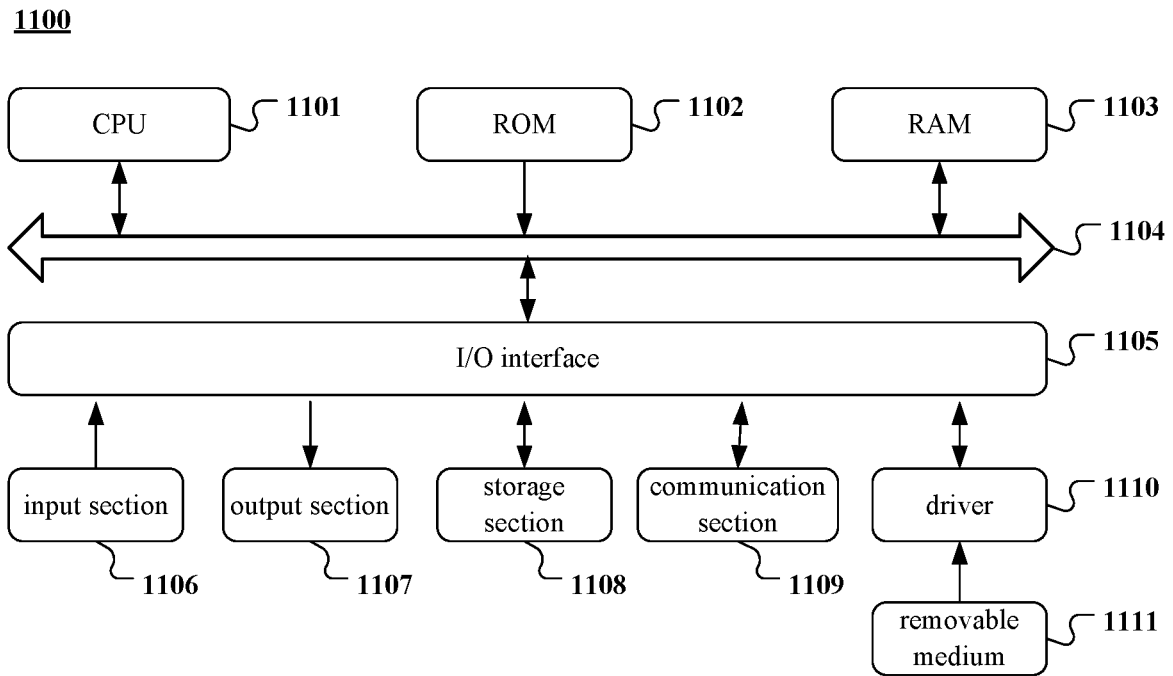 1100
CPU
1101
ROM
1102
RAM
1103
1104
I/O interface
1105
input section
1106
output section
1107
storage
section
1108
communication
section
1109
driver
1110
removable
medium
1111